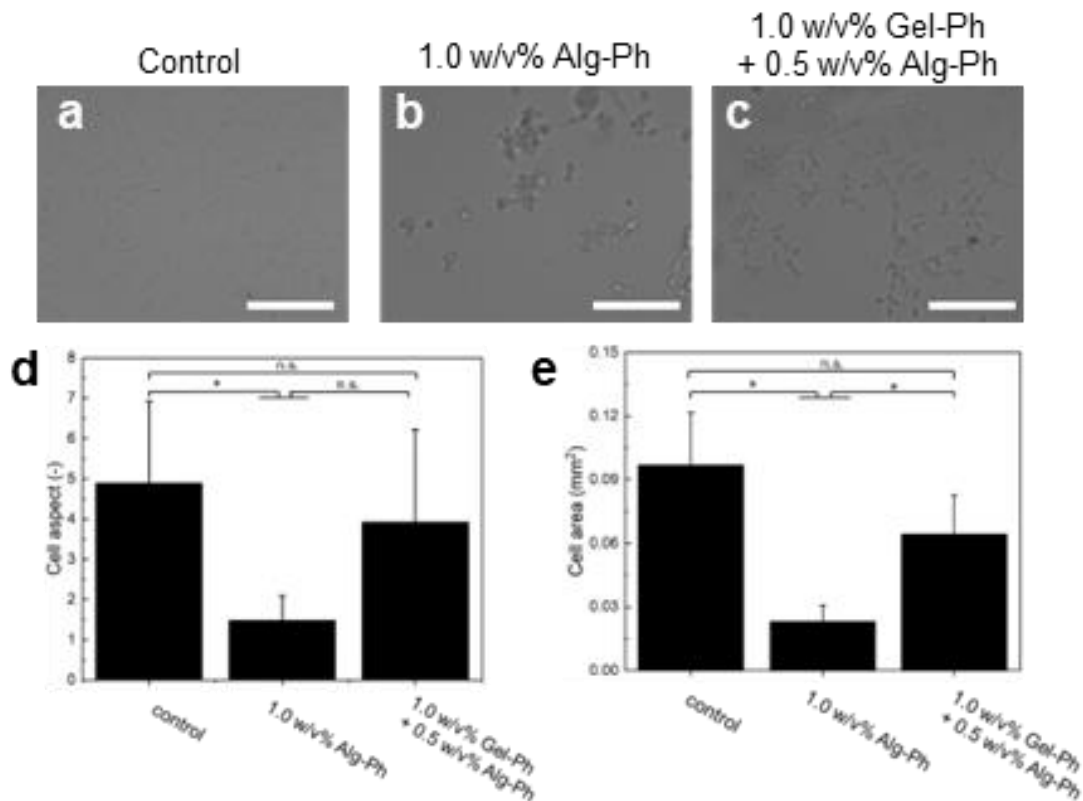 Control
1.0 w/v% Alg-Ph
1.0 w/v% Gel-Ph
+ 0.5 w/v% Alg-Ph
a
b
c
d
8
7
6
5
4
3
2
1
0
Cell aspect (-)
n.s.
*
n.s.
control
1.0 w/v% Alg-Ph
1.0 w/v% Gel-Ph
+ 0.5 w/v% Alg-Ph
e
0.15
0.12
0.09
0.06
0.03
0.00
Cell area (mm²)
n.s.
*
*
control
1.0 w/v% Alg-Ph
1.0 w/v% Gel-Ph
+ 0.5 w/v% Alg-Ph